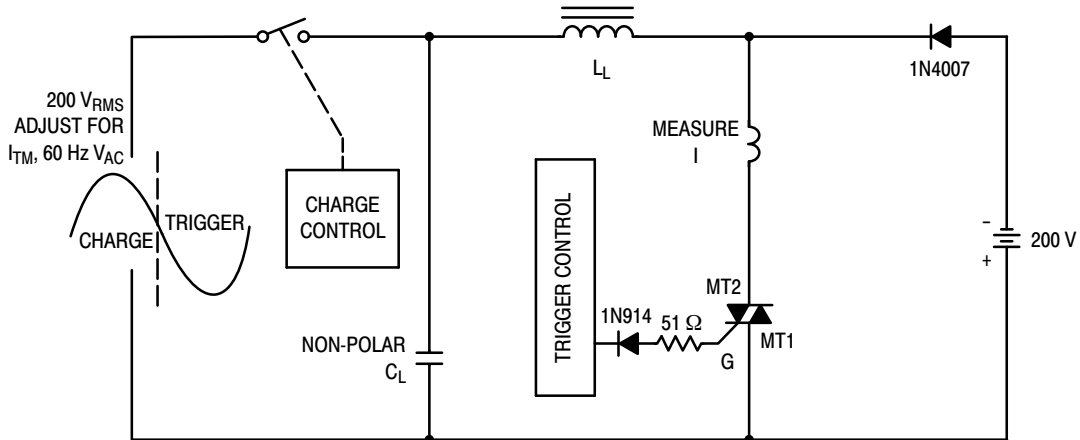 L_L
1N4007
200 V_RMS
ADJUST FOR
I_TM, 60 Hz V_AC
MEASURE
I
CHARGE
CONTROL
TRIGGER
CHARGE
TRIGGER CONTROL
-
+
200 V
MT2
1N914
51 Ω
MT1
G
NON-POLAR
C_L